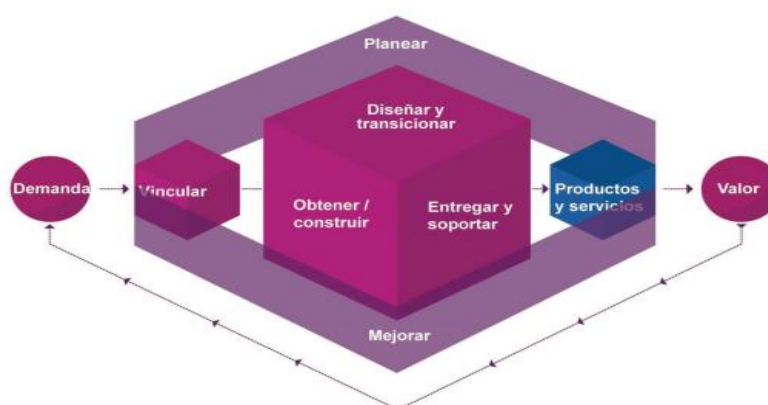 Planear
Diseñar y
transicionar
Demanda
Vincular
Obtener /
construir
Entregar y
soportar
Productos
y servicios
Valor
Mejorar